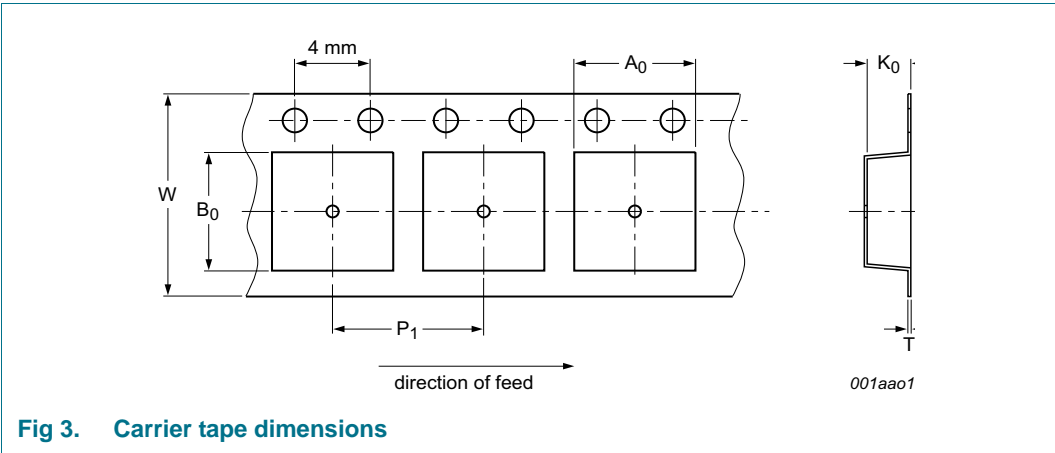 4 mm
A0
K0
W
B0
P1
T
direction of feed
001aao1
Fig 3. Carrier tape dimensions